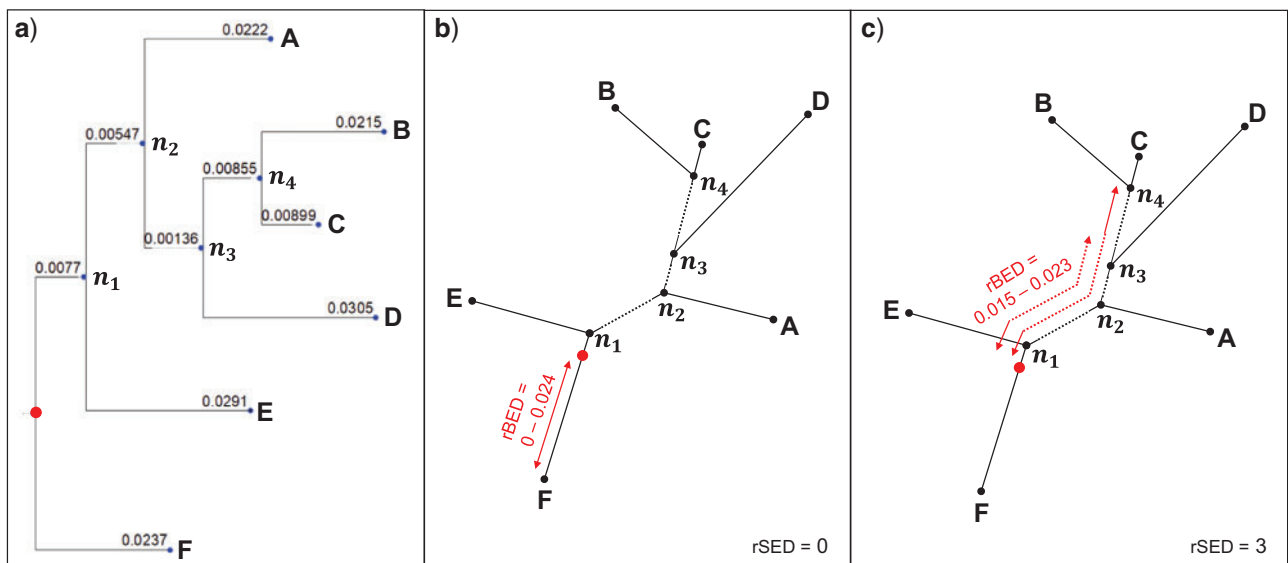 a)
0.0222
A
0.0215
B
0.00547
n₂
0.00855
n₄
0.00899
C
0.00136
n₃
0.0077
n₁
0.0305
D
0.0291
E
0.0237
F
b)
B
D
C
n₄
n₃
E
n₂
A
n₁
rBED =
0 – 0.024
F
rSED = 0
c)
B
D
C
n₄
rBED =
0.015 – 0.023
n₃
E
n₂
A
n₁
F
rSED = 3